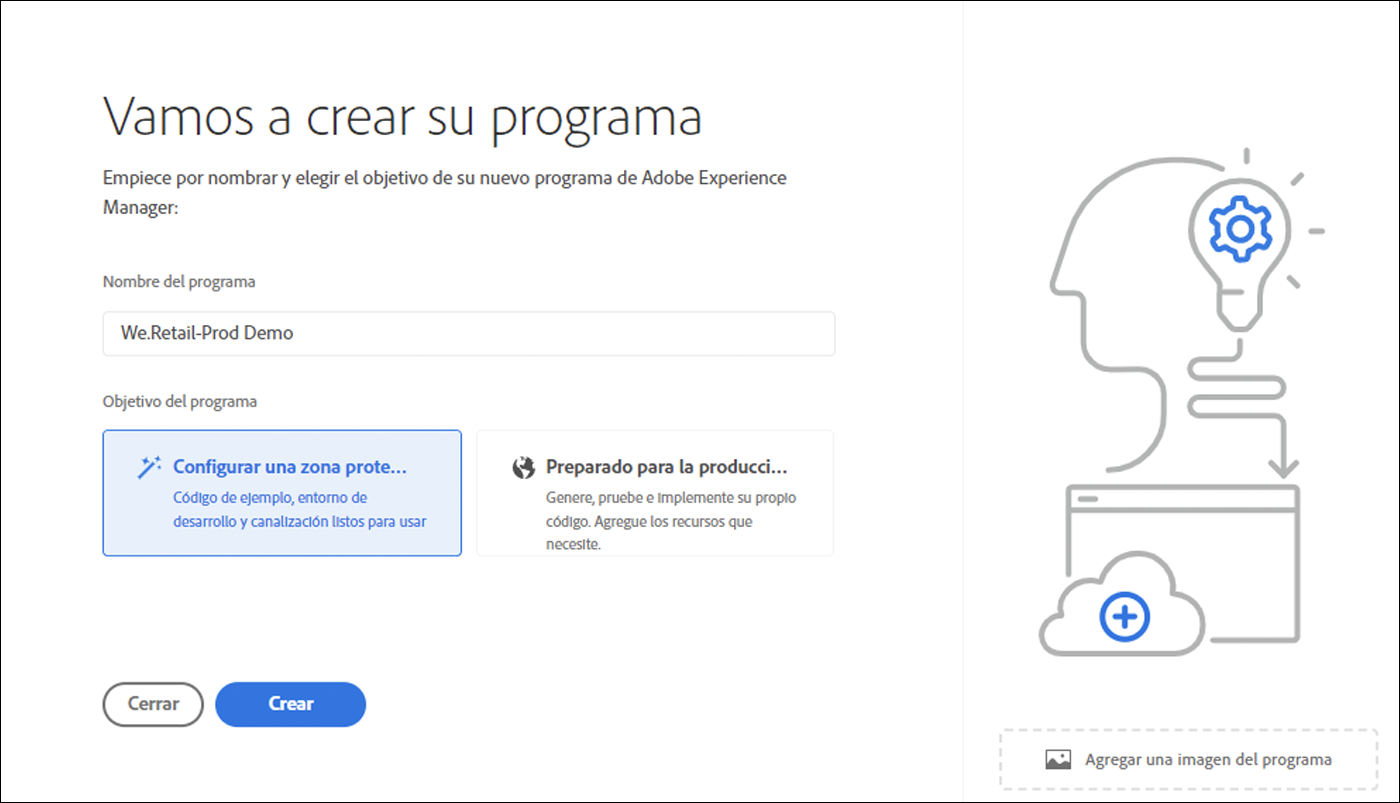 Vamos a crear su programa
Empiece por nombrar y elegir el objetivo de su nuevo programa de Adobe Experience
Manager:
Nombre del programa
We.Retail-Prod Demo
Objetivo del programa
Configurar una zona prote...
Código de ejemplo, entorno de
desarrollo y canalización listos para usar
Preparado para la producci...
Genere, pruebe e implemente su propio
código. Agregue los recursos que
necesite.
Cerrar
Crear
Agregar una imagen del programa